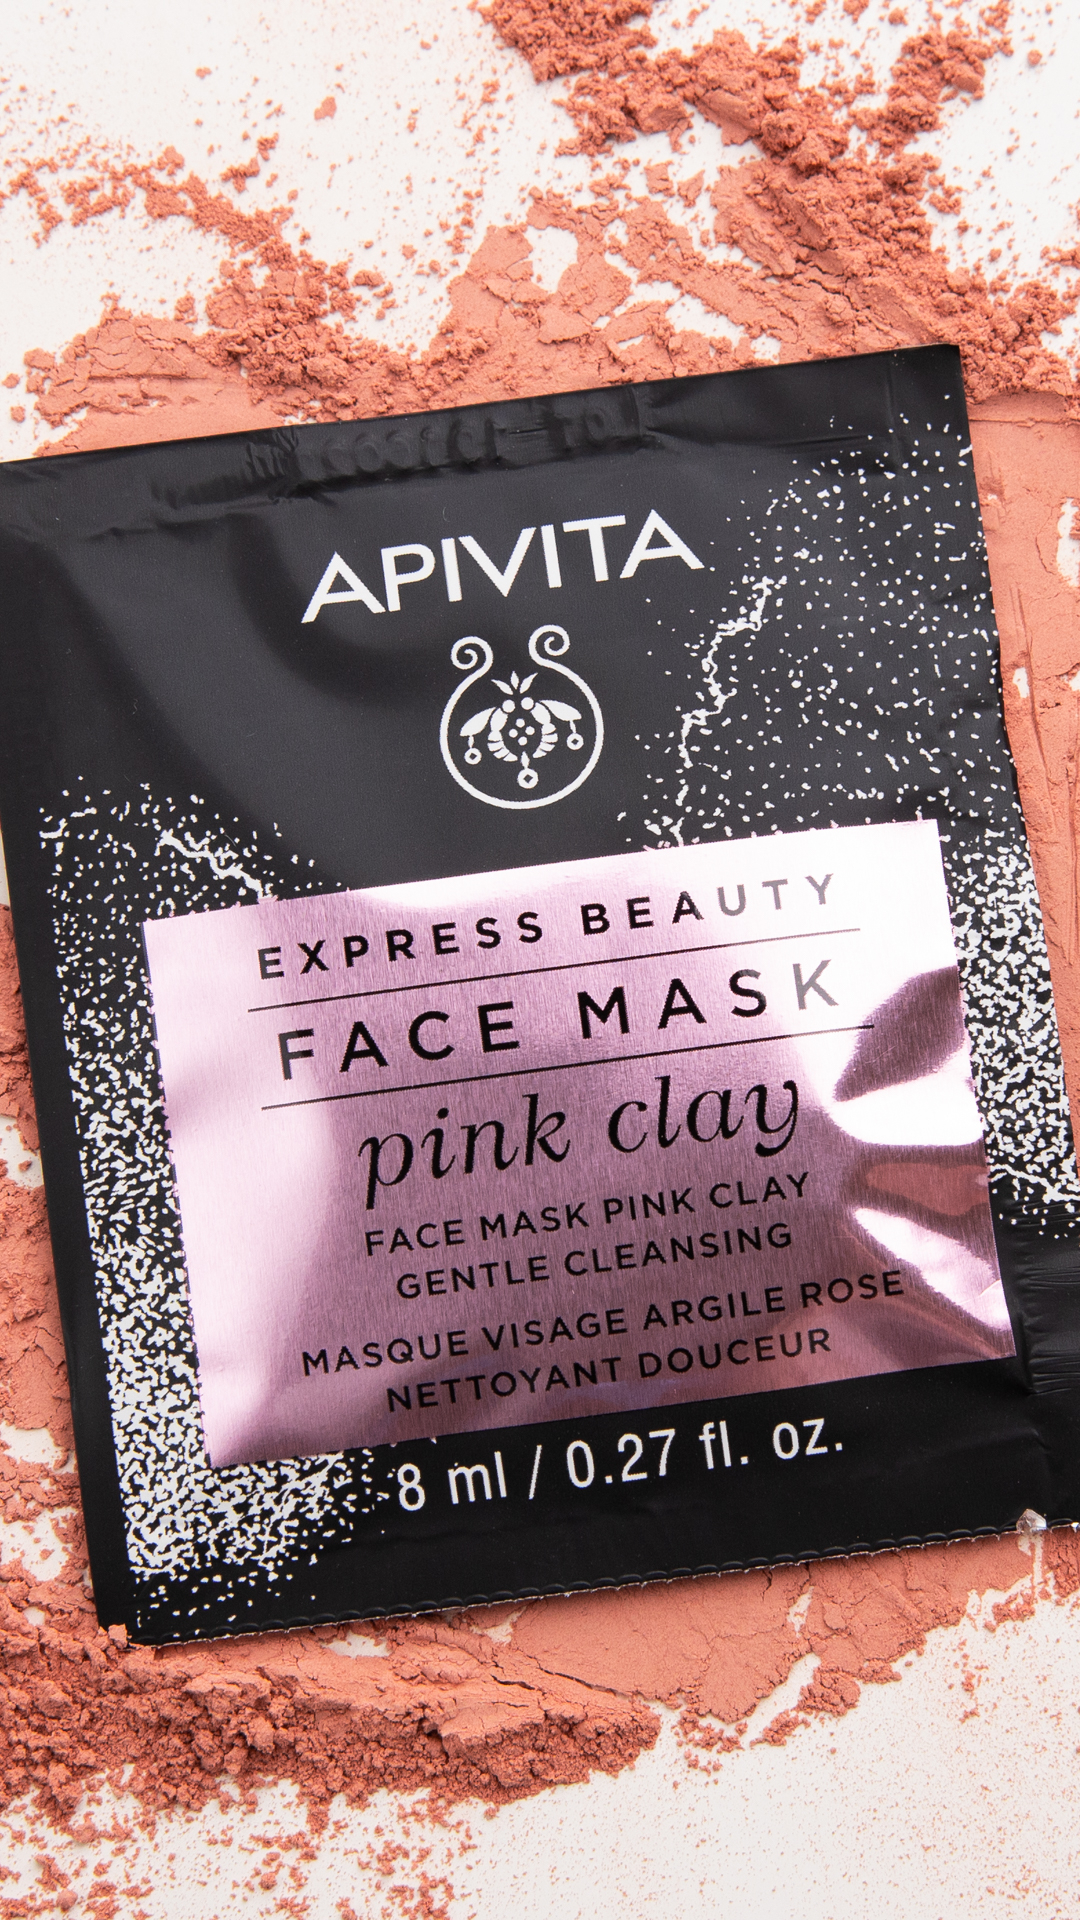 APIVITA
EXPRESS BEAUTY
FACE MASK
pink clay
FACE MASK PINK CLAY
GENTLE CLEANSING
MASQUE VISAGE ARGILE ROSE
NETTOYANT DOUCEUR
8 ml / 0.27 fl. oz.